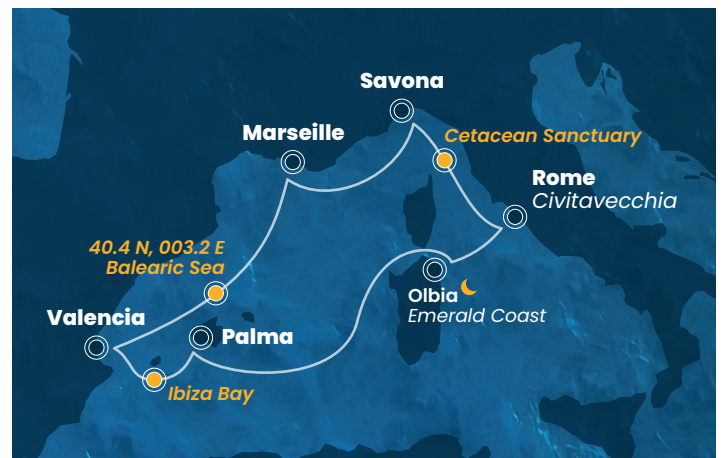 Savona
Marseille
Cetacean Sanctuary
Rome
Civitavecchia
40.4 N, 003.2 E
Balearic Sea
Olbia
Emerald Coast
Valencia
Palma
Ibiza Bay